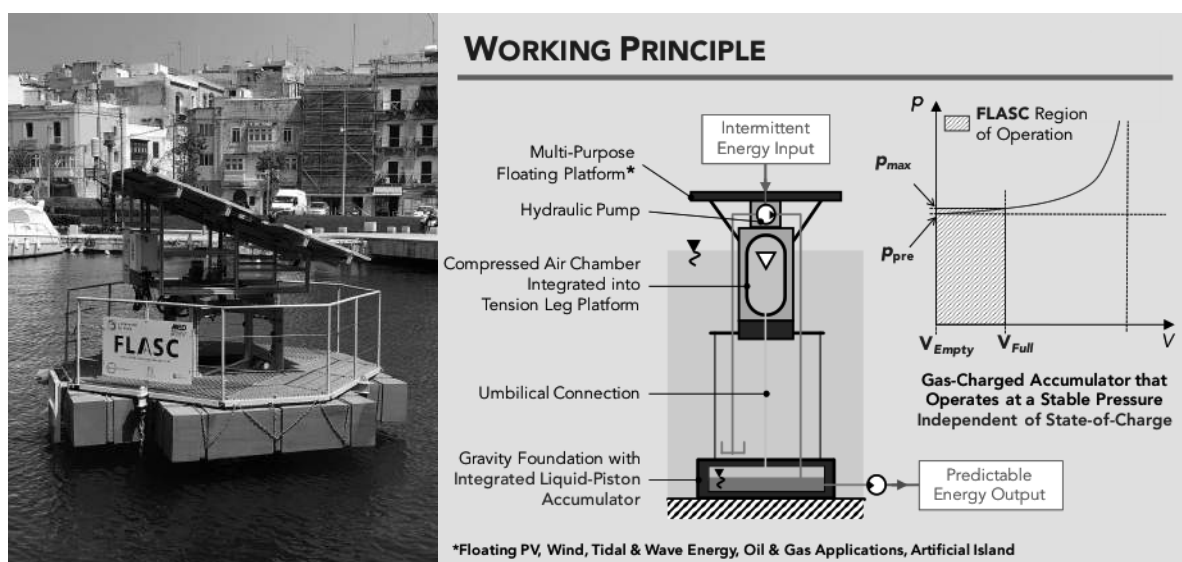 FLASC
WORKING PRINCIPLE
Intermittent
Energy Input
Multi-Purpose
Floating Platform*
Hydraulic Pump
Compressed Air Chamber
Integrated into
Tension Leg Platform
Umbilical Connection
Gravity Foundation with
Integrated Liquid-Piston
Accumulator
Predictable
Energy Output
p
FLASC Region
of Operation
pmax
ppre
VEmpty
VFull
V
Gas-Charged Accumulator that
Operates at a Stable Pressure
Independent of State-of-Charge
*Floating PV, Wind, Tidal & Wave Energy, Oil & Gas Applications, Artificial Island